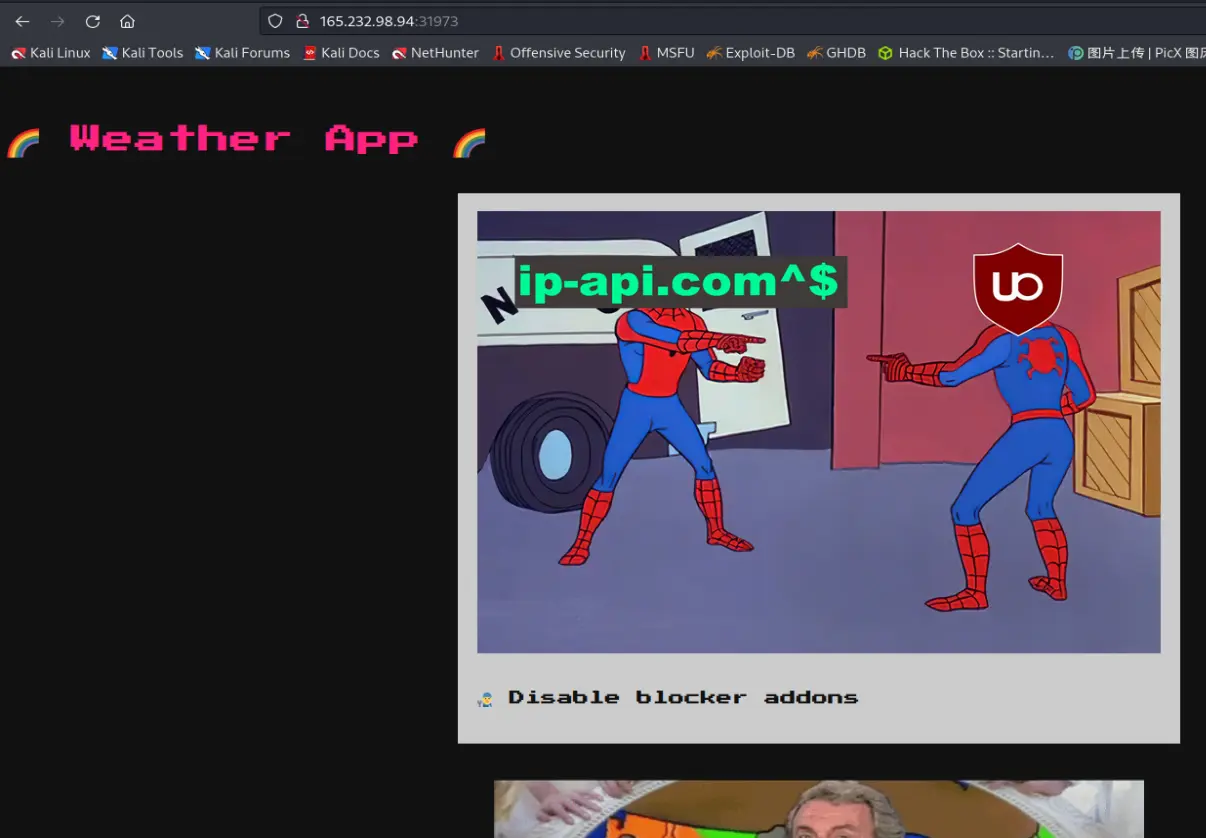 165.232.98.94:31973
Kali Linux Kali Tools Kali Forums Kali Docs NetHunter Offensive Security MSFU Exploit-DB GHDB Hack The Box :: Startin… 图片上传 | PicX 图床
Weather App
ip-api.com^$
N
Disable blocker addons